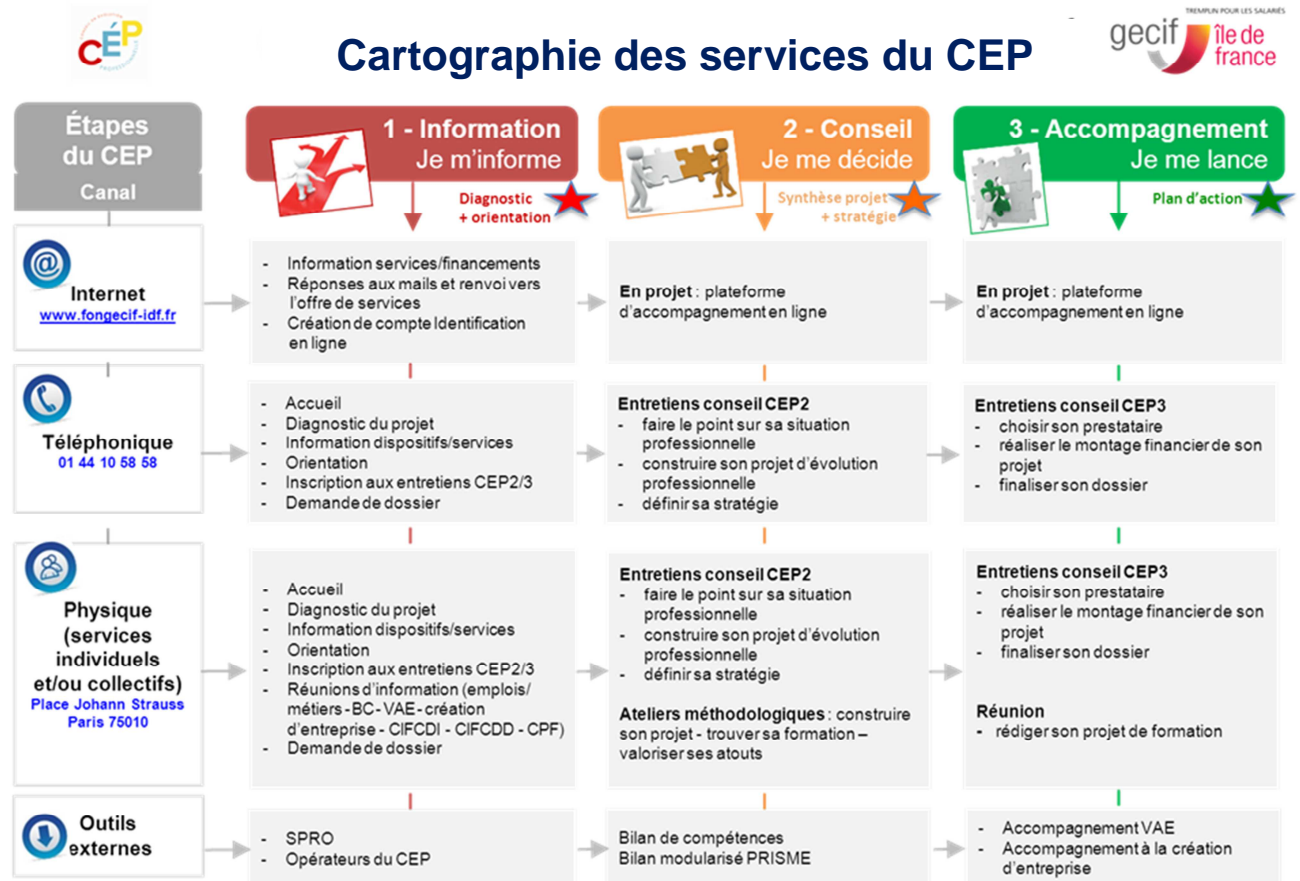 CÉP
Cartographie des services du CEP
TREMPLIN POUR LES SALARIÉS
gecif île de
france
Étapes
du CEP
Canal
1 - Information
Je m'informe
Diagnostic
+ orientation
2 - Conseil
Je me décide
Synthèse projet
+ stratégie
3 - Accompagnement
Je me lance
Plan d'action
@
Internet
www.fongecif-idf.fr
- Information services/financements
- Réponses aux mails et renvoi vers
l'offre de services
- Création de compte Identification
en ligne
En projet : plateforme
d'accompagnement en ligne
En projet : plateforme
d'accompagnement en ligne
Téléphonique
01 44 10 58 58
- Accueil
- Diagnostic du projet
- Information dispositifs/services
- Orientation
- Inscription aux entretiens CEP2/3
- Demande de dossier
Entretiens conseil CEP2
- faire le point sur sa situation
professionnelle
- construire son projet d'évolution
professionnelle
- définir sa stratégie
Entretiens conseil CEP3
- choisir son prestataire
- réaliser le montage financier de son
projet
- finaliser son dossier
Physique
(services
individuels
et/ou collectifs)
Place Johann Strauss
Paris 75010
- Accueil
- Diagnostic du projet
- Information dispositifs/services
- Orientation
- Inscription aux entretiens CEP2/3
- Réunions d'information (emplois/
métiers - BC - VAE - création
d'entreprise - CIFCDI - CIFCDD - CPF)
- Demande de dossier
Entretiens conseil CEP2
- faire le point sur sa situation
professionnelle
- construire son projet d'évolution
professionnelle
- définir sa stratégie
Ateliers méthodologiques : construire
son projet - trouver sa formation –
valoriser ses atouts
Entretiens conseil CEP3
- choisir son prestataire
- réaliser le montage financier de son
projet
- finaliser son dossier
Réunion
- rédiger son projet de formation
Outils
externes
- SPRO
- Opérateurs du CEP
Bilan de compétences
Bilan modularisé PRISME
- Accompagnement VAE
- Accompagnement à la création
d'entreprise